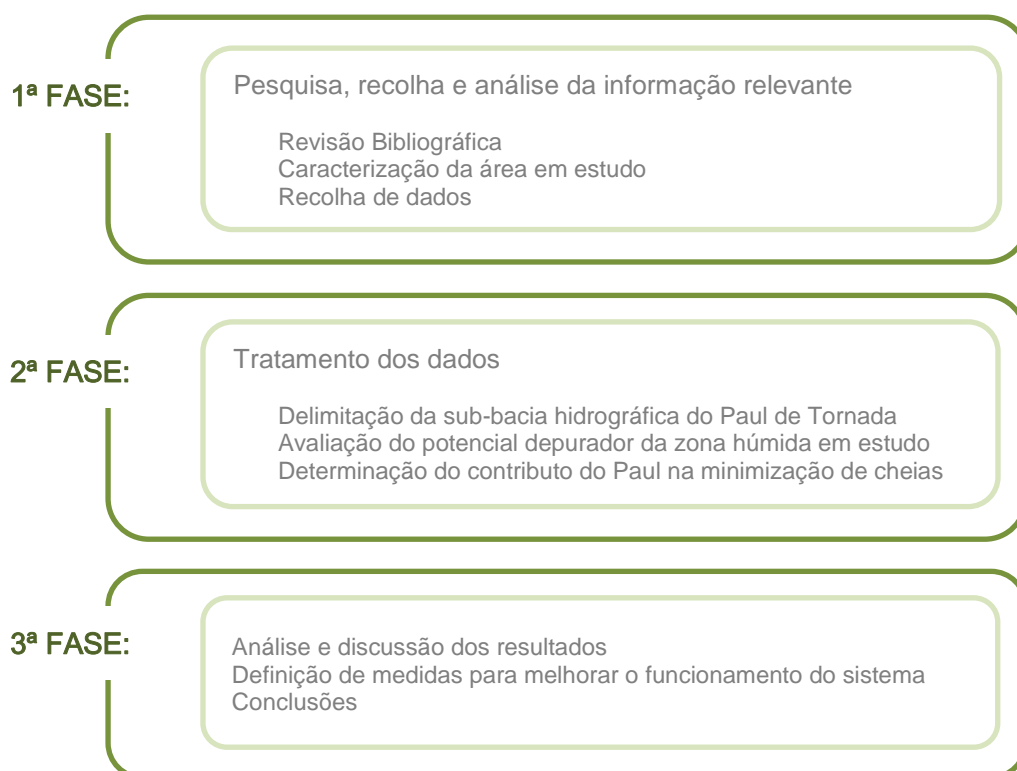 1ª FASE:
Pesquisa, recolha e análise da informação relevante
Revisão Bibliográfica
Caracterização da área em estudo
Recolha de dados
2ª FASE:
Tratamento dos dados
Delimitação da sub-bacia hidrográfica do Paul de Tornada
Avaliação do potencial depurador da zona húmida em estudo
Determinação do contributo do Paul na minimização de cheias
3ª FASE:
Análise e discussão dos resultados
Definição de medidas para melhorar o funcionamento do sistema
Conclusões